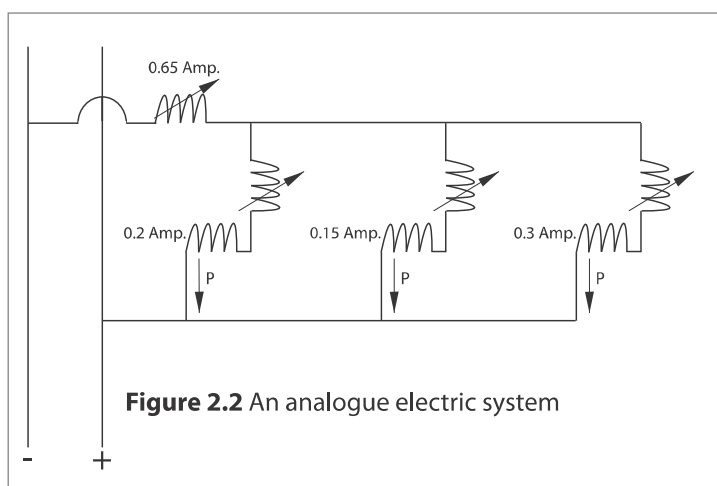 0.65 Amp.
0.2 Amp.
0.15 Amp.
0.3 Amp.
P
P
P
Figure 2.2 An analogue electric system
- +